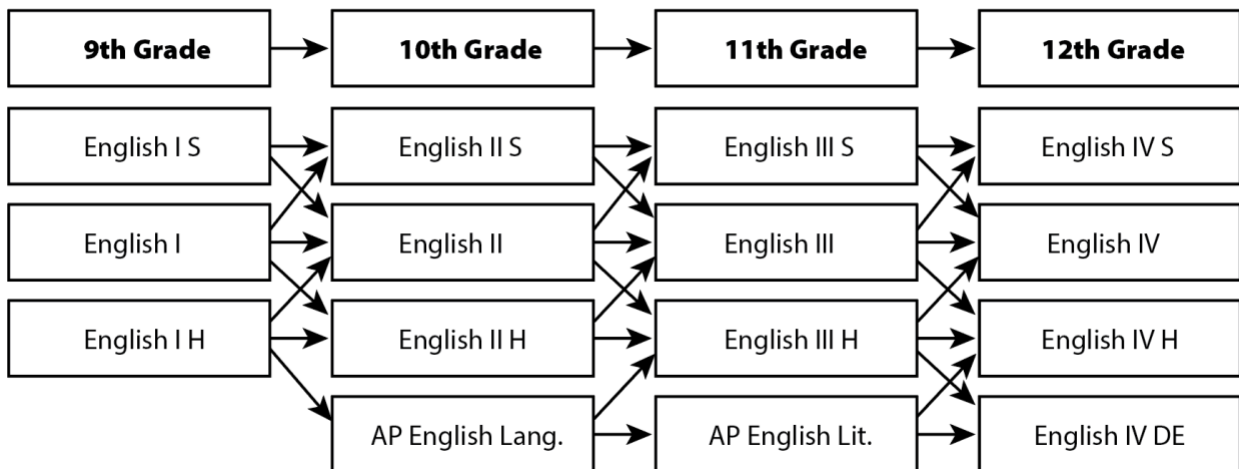 9th Grade
10th Grade
11th Grade
12th Grade
English I S
English II S
English III S
English IV S
English I
English II
English III
English IV
English I H
English II H
English III H
English IV H
AP English Lang.
AP English Lit.
English IV DE